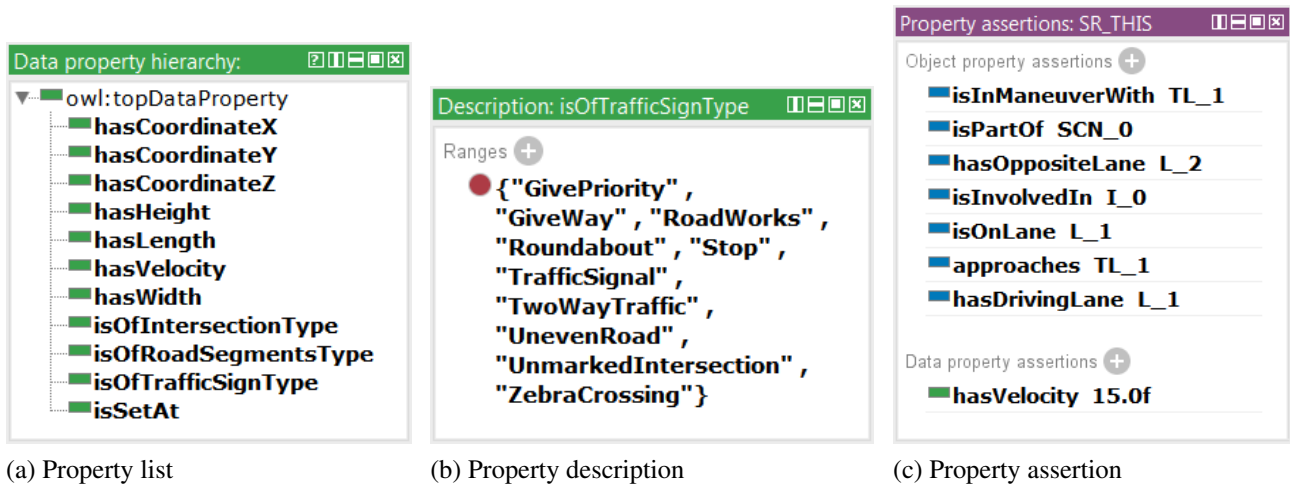 Data property hierarchy:
owl:topDataProperty
hasCoordinateX
hasCoordinateY
hasCoordinateZ
hasHeight
hasLength
hasVelocity
hasWidth
isOfIntersectionType
isOfRoadSegmentsType
isOfTrafficSignType
isSetAt
(a) Property list
Description: isOfTrafficSignType
Ranges
{"GivePriority" ,
"GiveWay" , "RoadWorks" ,
"Roundabout" , "Stop" ,
"TrafficSignal" ,
"TwoWayTraffic" ,
"UnevenRoad" ,
"UnmarkedIntersection" ,
"ZebraCrossing"}
(b) Property description
Property assertions: SR_THIS
Object property assertions
isInManeuverWith TL_1
isPartOf SCN_0
hasOppositeLane L_2
isInvolvedIn I_0
isOnLane L_1
approaches TL_1
hasDrivingLane L_1
Data property assertions
hasVelocity 15.0f
(c) Property assertion